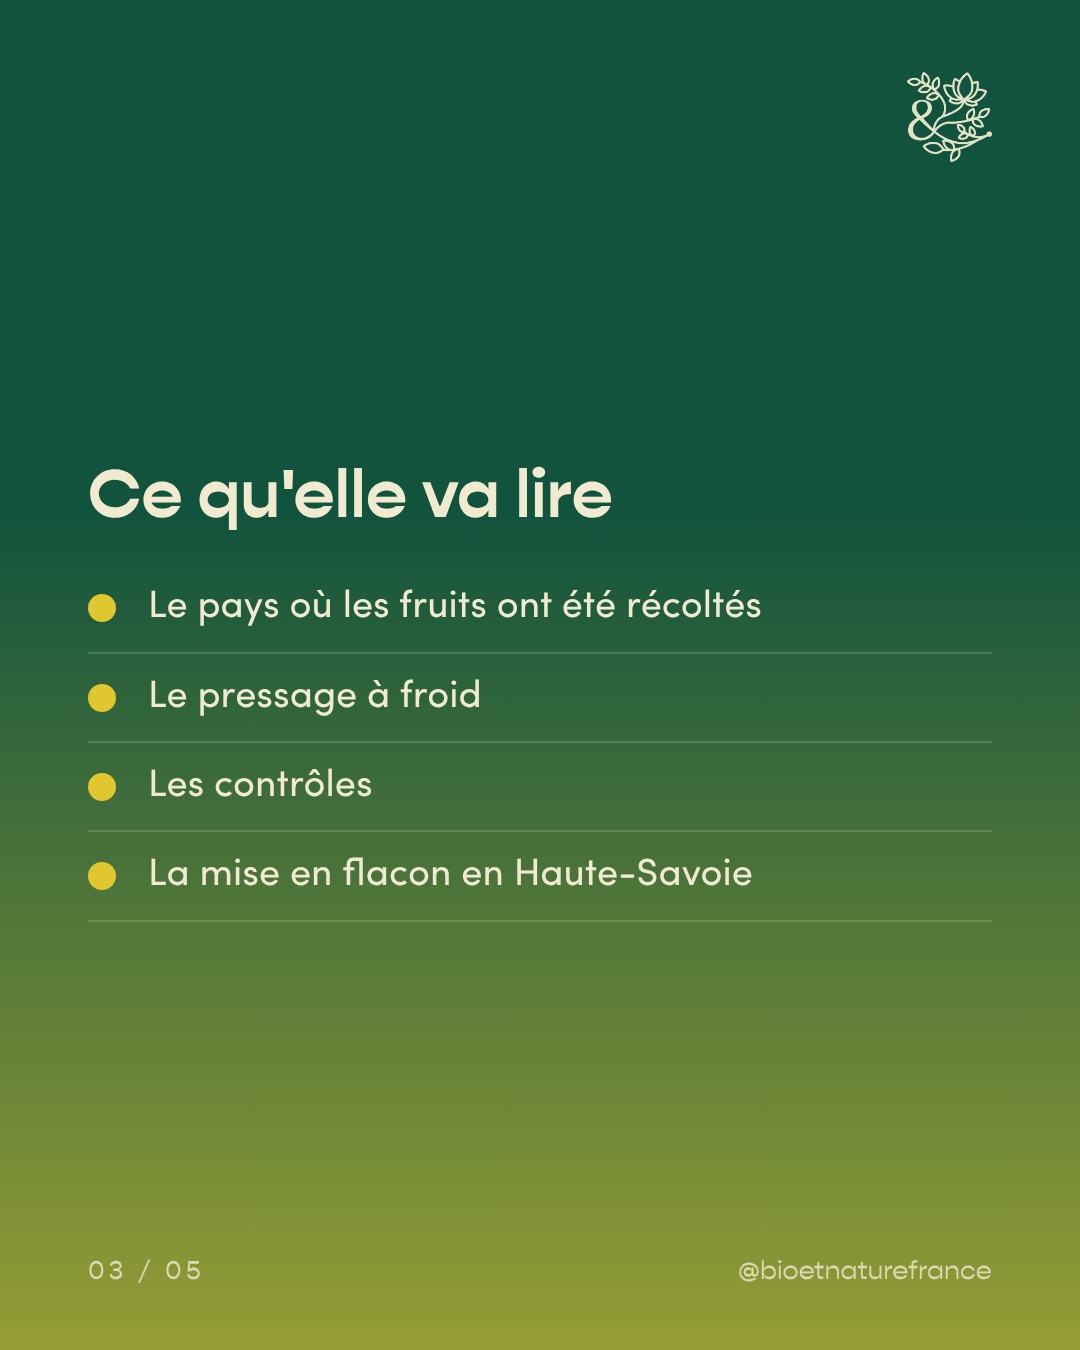 &
Ce qu'elle va lire
Le pays où les fruits ont été récoltés
Le pressage à froid
Les contrôles
La mise en flacon en Haute-Savoie
03 / 05
@bioetnaturefrance